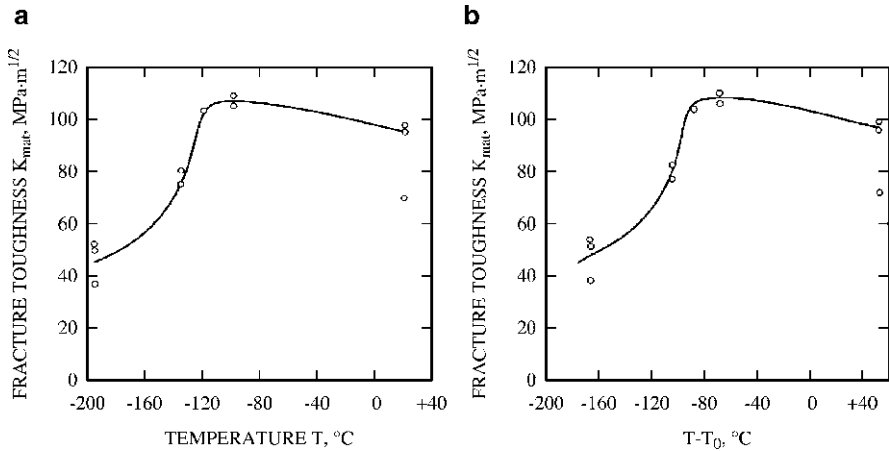 a
FRACTURE TOUGHNESS K_mat, MPa·m^1/2
120
100
80
60
40
20
0
-200 -160 -120 -80 -40 0 +40
TEMPERATURE T, °C
b
FRACTURE TOUGHNESS K_mat, MPa·m^1/2
120
100
80
60
40
20
0
-200 -160 -120 -80 -40 0 +40
T-T_0, °C